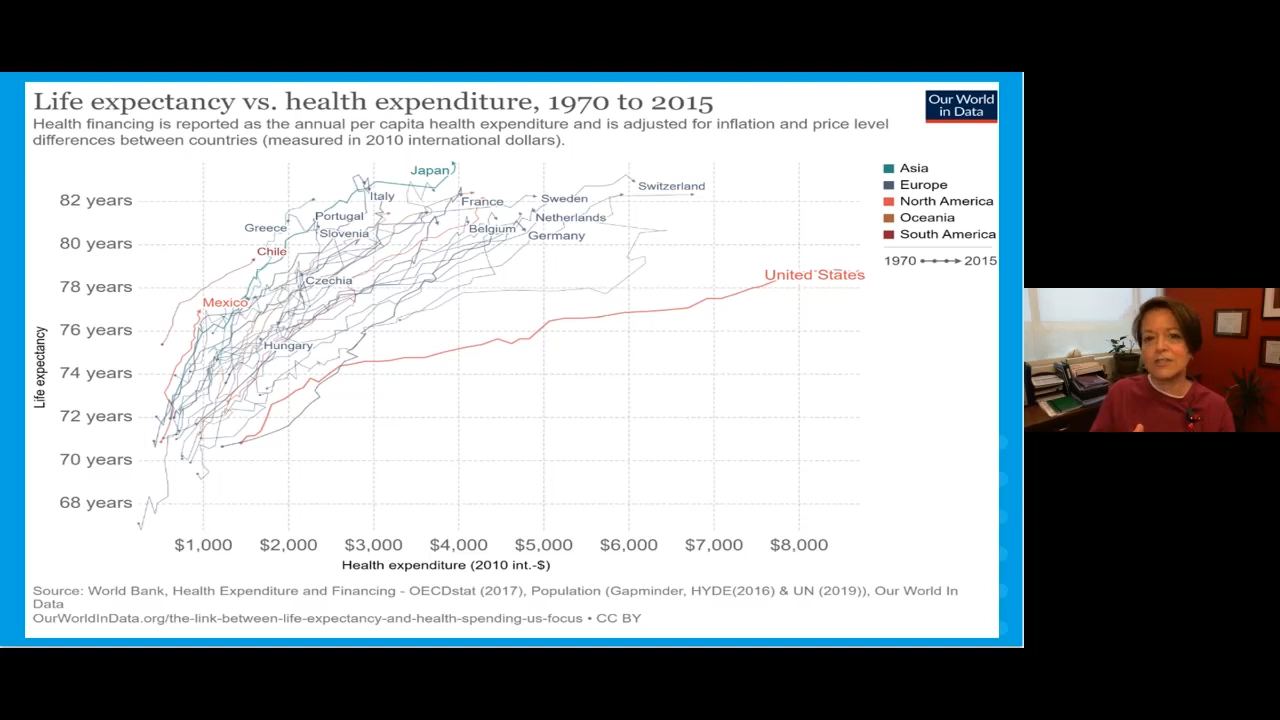 Life expectancy vs. health expenditure, 1970 to 2015
Our World
in Data
Health financing is reported as the annual per capita health expenditure and is adjusted for inflation and price level
differences between countries (measured in 2010 international dollars).
Asia
Europe
North America
Oceania
South America
1970 2015
Japan
Italy
Switzerland
France
Sweden
Portugal
Netherlands
Greece
Slovenia
Belgium
Germany
Chile
Czechia
United States
Mexico
Hungary
82 years
80 years
78 years
76 years
74 years
72 years
70 years
68 years
Life expectancy
$1,000 $2,000 $3,000 $4,000 $5,000 $6,000 $7,000 $8,000
Health expenditure (2010 int.-$)
Source: World Bank, Health Expenditure and Financing - OECDstat (2017), Population (Gapminder, HYDE(2016) & UN (2019)), Our World In
Data
OurWorldInData.org/the-link-between-life-expectancy-and-health-spending-us-focus • CC BY